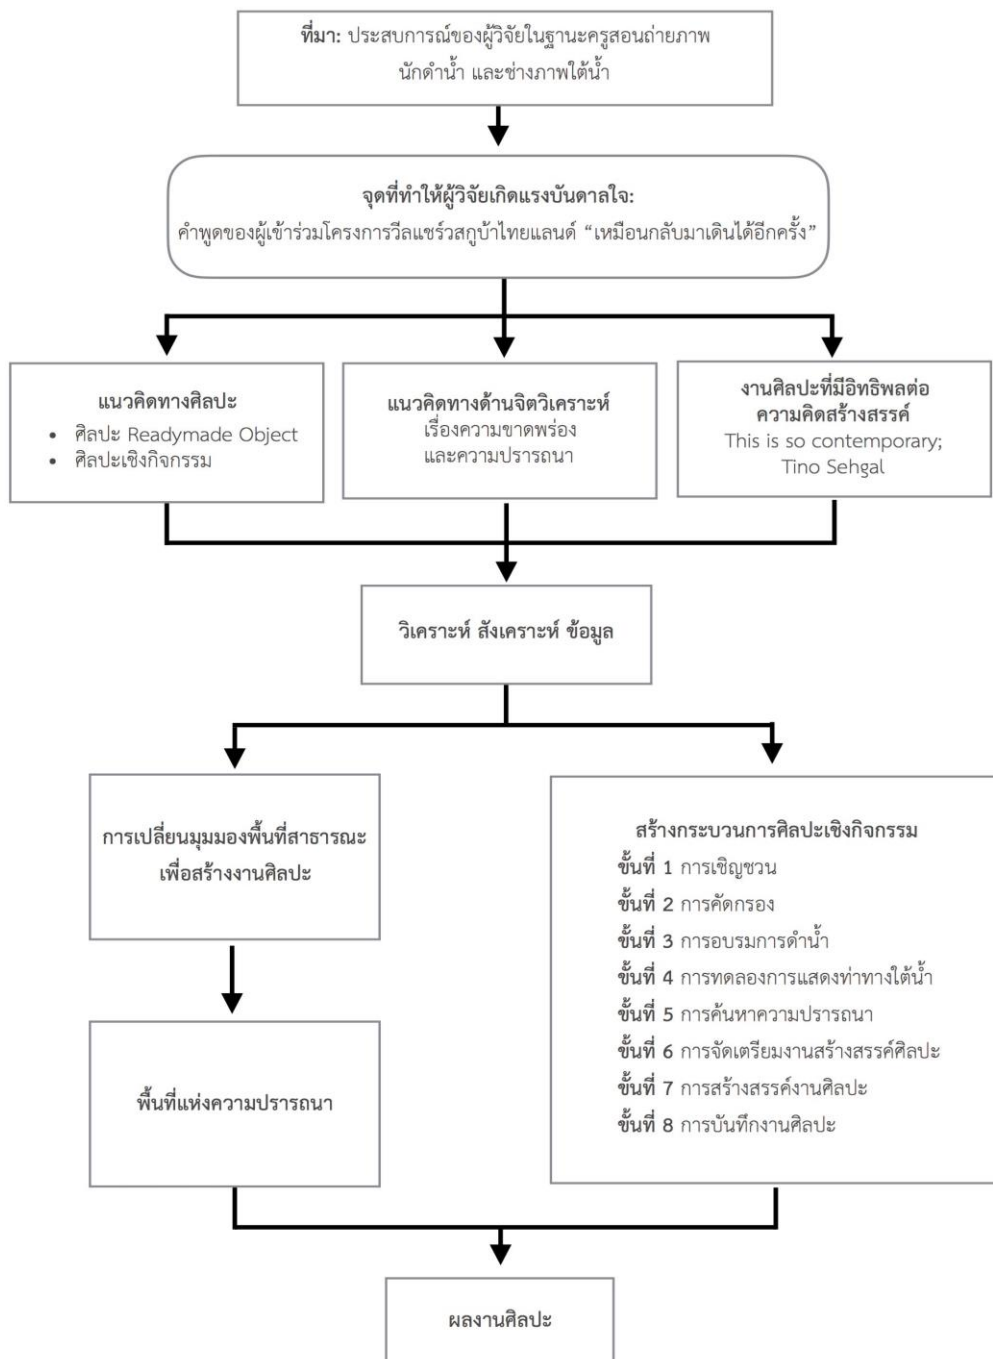 ที่มา: ประสบการณ์ของผู้วิจัยในฐานะครูสอนถ่ายภาพ
นักดำน้ำ และช่างภาพใต้น้ำ
จุดที่ทำให้ผู้วิจัยเกิดแรงบันดาลใจ:
คำพูดของผู้เข้าร่วมโครงการวีลแชร์วสกูบ้าไทยแลนด์ “เหมือนกลับมาเดินได้อีกครั้ง”
แนวคิดทางศิลปะ
• ศิลปะ Readymade Object
• ศิลปะเชิงกิจกรรม
แนวคิดทางด้านจิตวิเคราะห์
เรื่องความขาดพร่อง
และความปรารถนา
งานศิลปะที่มีอิทธิพลต่อ
ความคิดสร้างสรรค์
This is so contemporary;
Tino Sehgal
วิเคราะห์ สังเคราะห์ ข้อมูล
การเปลี่ยนมุมมองพื้นที่สาธารณะ
เพื่อสร้างงานศิลปะ
พื้นที่แห่งความปรารถนา
สร้างกระบวนการศิลปะเชิงกิจกรรม
ขั้นที่ 1 การเชิญชวน
ขั้นที่ 2 การคัดกรอง
ขั้นที่ 3 การอบรมการดำน้ำ
ขั้นที่ 4 การทดลองการแสดงท่าทางใต้น้ำ
ขั้นที่ 5 การค้นหาความปรารถนา
ขั้นที่ 6 การจัดเตรียมงานสร้างสรรค์ศิลปะ
ขั้นที่ 7 การสร้างสรรค์งานศิลปะ
ขั้นที่ 8 การบันทึกงานศิลปะ
ผลงานศิลปะ